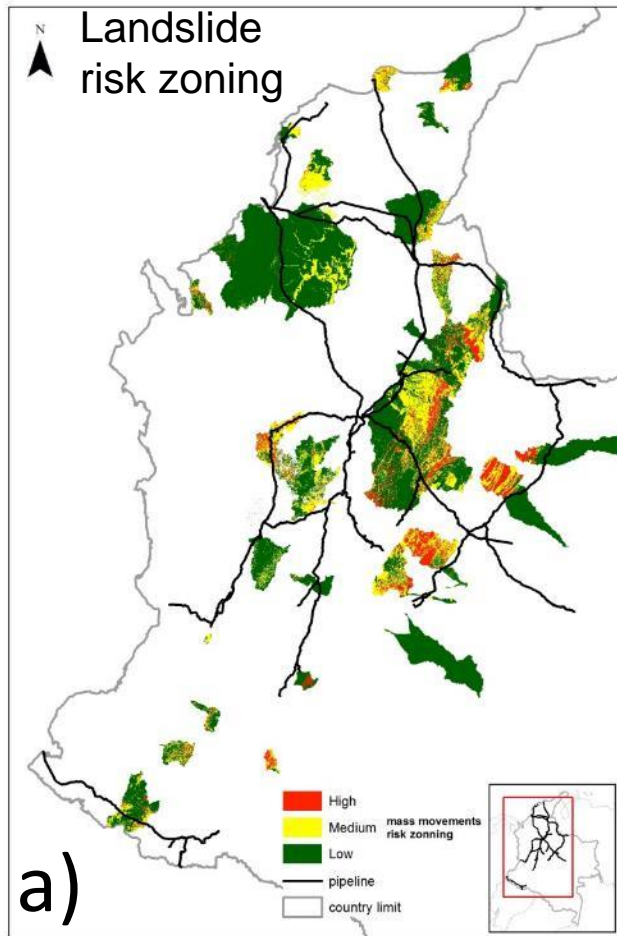 N
Landslide
risk zoning
High
Medium
mass movements
risk zonning
Low
pipeline
country limit
a)